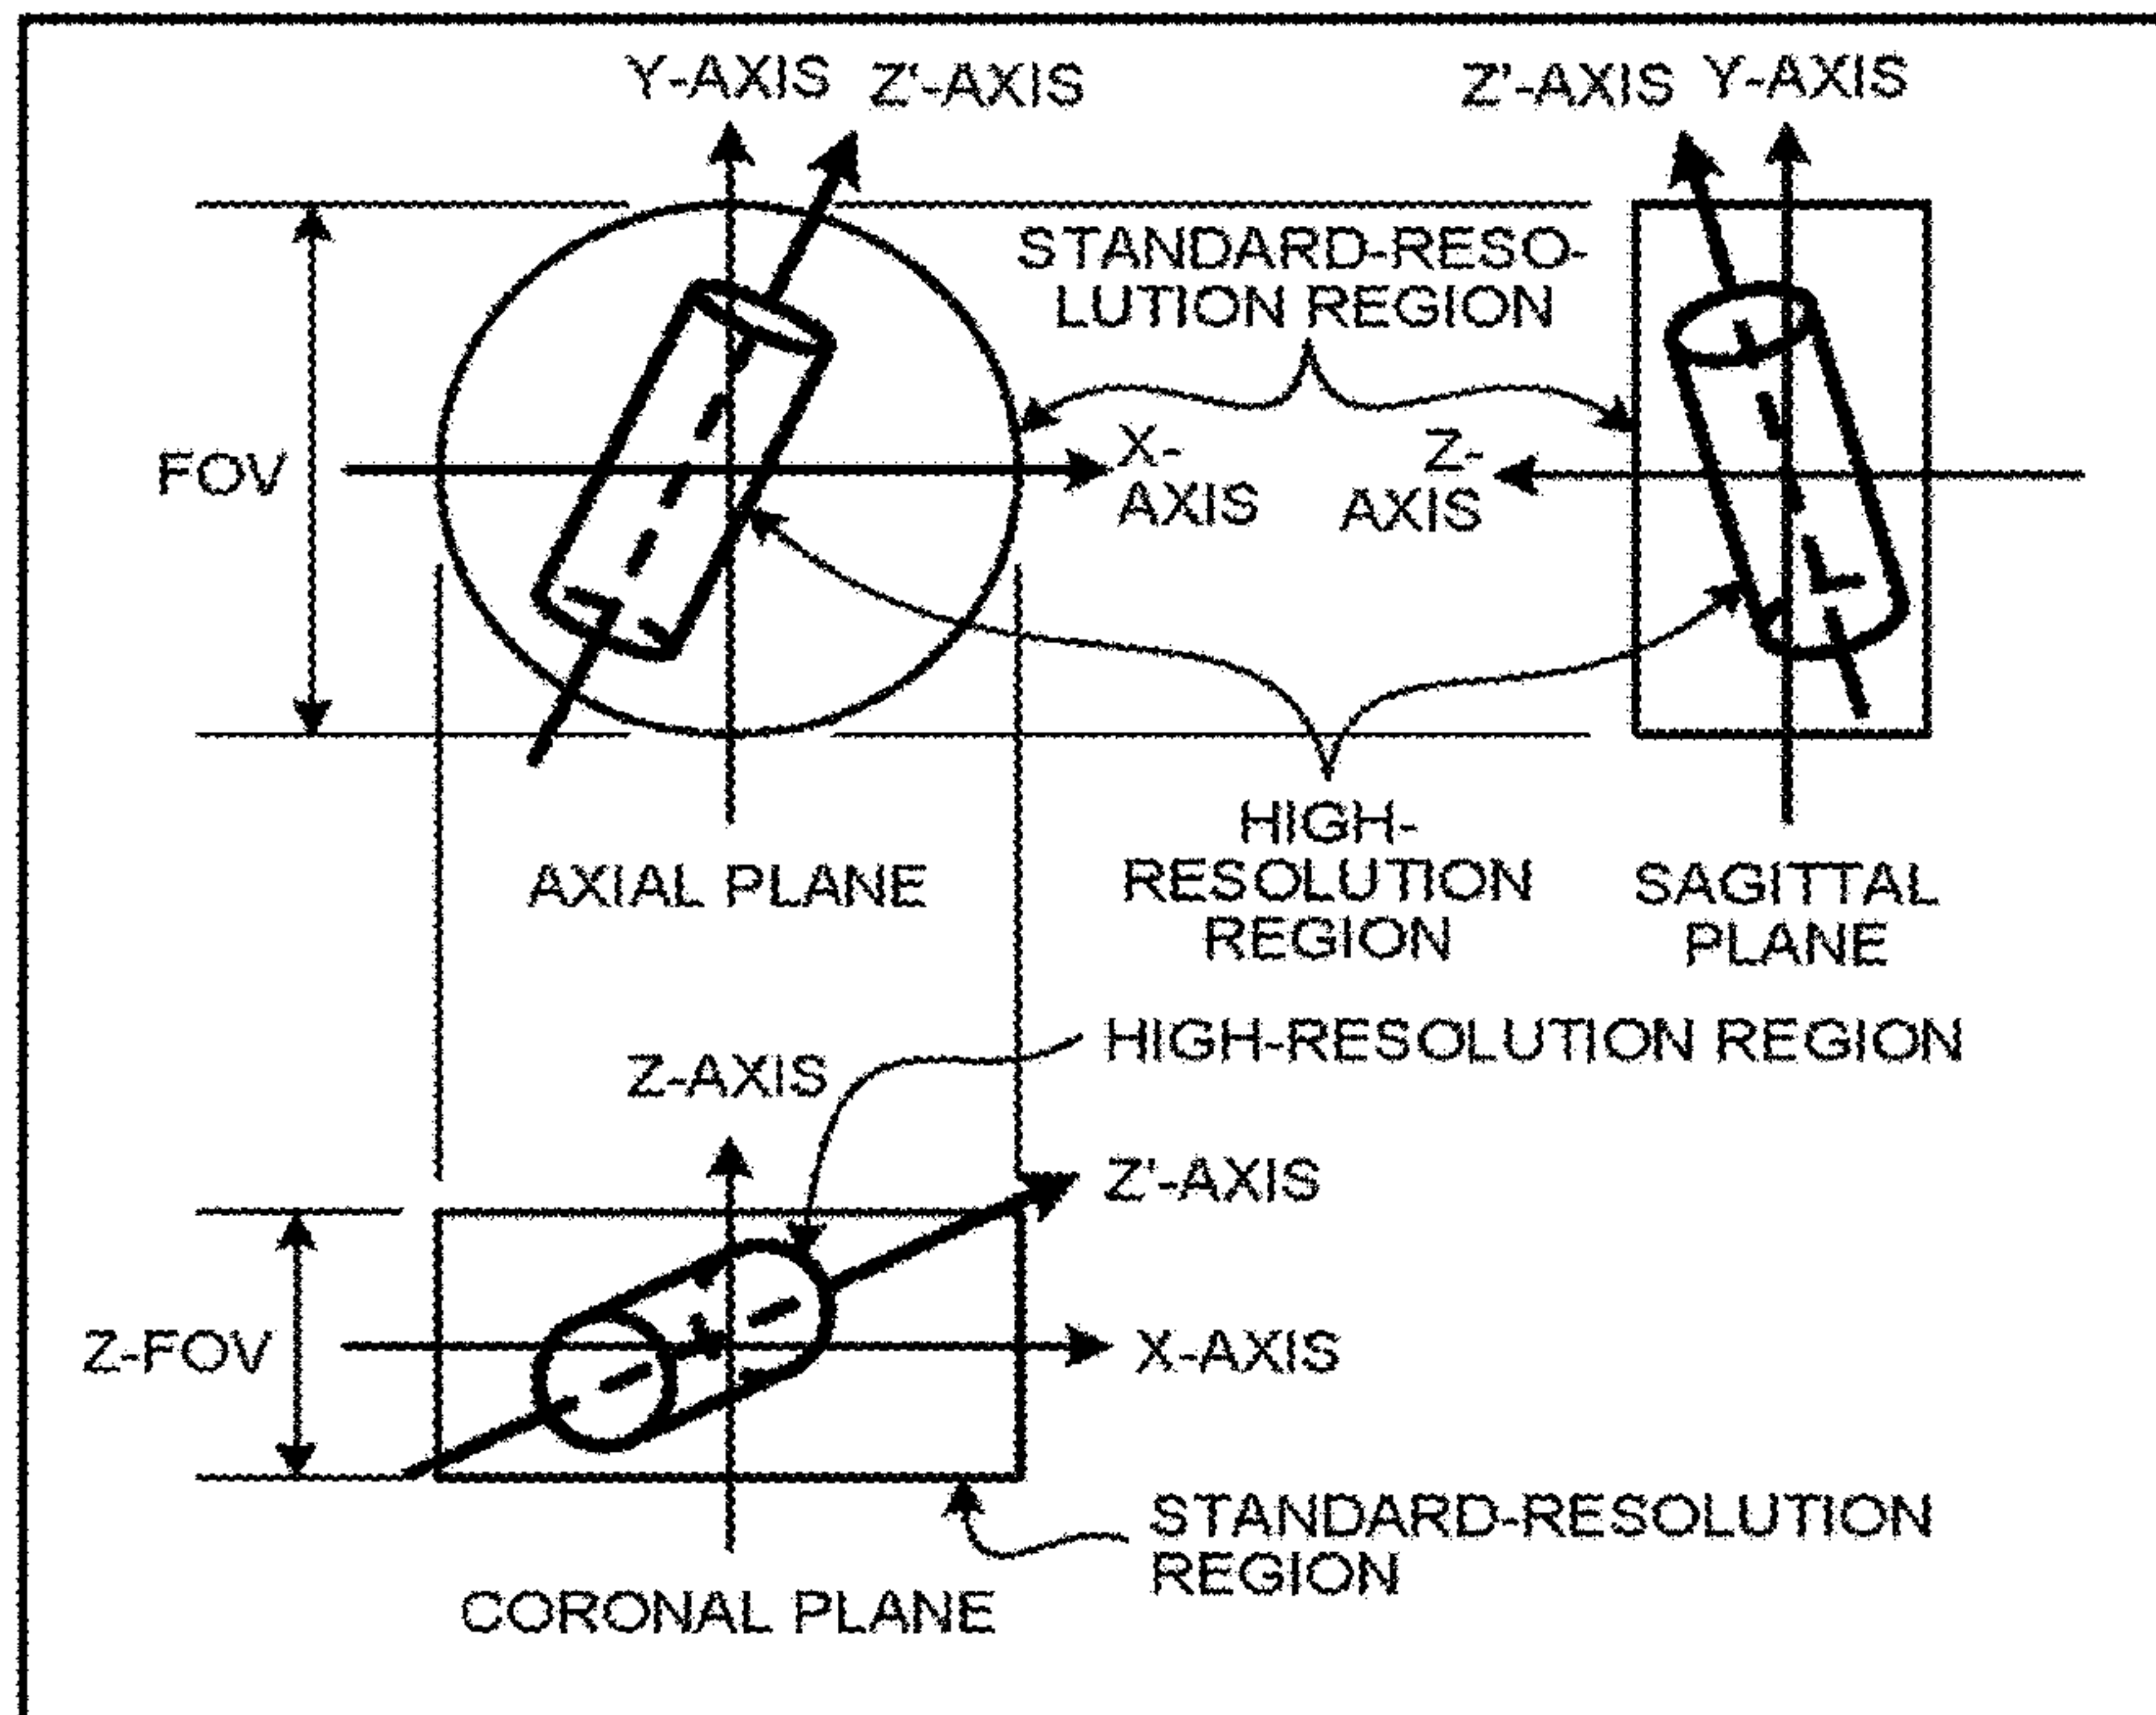 Y-AXIS
Z'-AXIS
Z'-AXIS
Y-AXIS
STANDARD-RESO-
LUTION REGION
FOV
X-
AXIS
Z-
AXIS
HIGH-
RESOLUTION
REGION
AXIAL PLANE
SAGITTAL
PLANE
HIGH-RESOLUTION REGION
Z-AXIS
Z'-AXIS
Z-FOV
X-AXIS
STANDARD-RESOLUTION
REGION
CORONAL PLANE